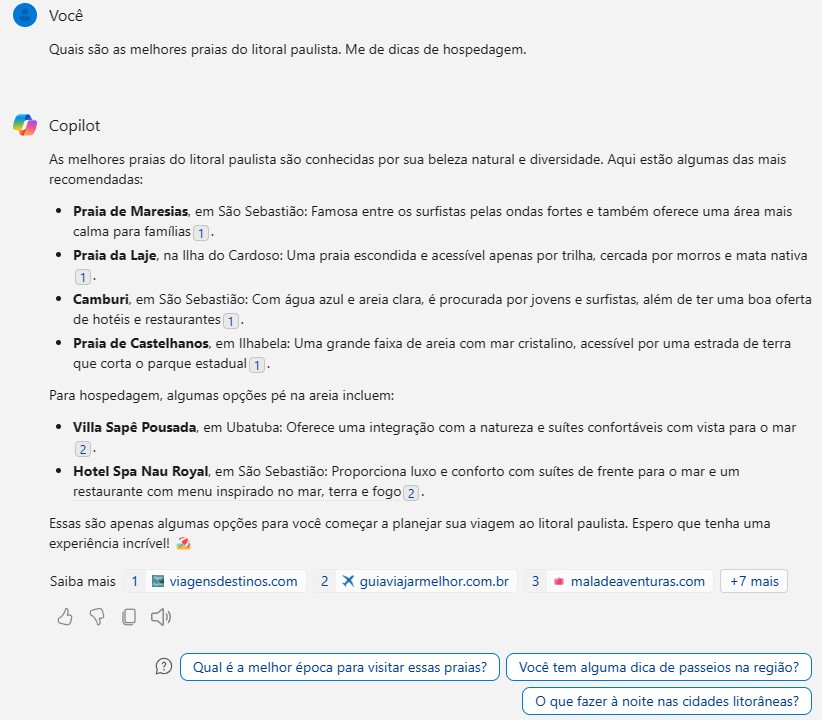 Você
Quais são as melhores praias do litoral paulista. Me de dicas de hospedagem.
Copilot
As melhores praias do litoral paulista são conhecidas por sua beleza natural e diversidade. Aqui estão algumas das mais
recomendadas:
• Praia de Maresias, em São Sebastião: Famosa entre os surfistas pelas ondas fortes e também oferece uma área mais
calma para famílias 1 .
• Praia da Laje, na Ilha do Cardoso: Uma praia escondida e acessível apenas por trilha, cercada por morros e mata nativa
1 .
• Camburi, em São Sebastião: Com água azul e areia clara, é procurada por jovens e surfistas, além de ter uma boa oferta
de hotéis e restaurantes 1 .
• Praia de Castelhanos, em Ilhabela: Uma grande faixa de areia com mar cristalino, acessível por uma estrada de terra
que corta o parque estadual 1 .
Para hospedagem, algumas opções pé na areia incluem:
• Villa Sapê Pousada, em Ubatuba: Oferece uma integração com a natureza e suítes confortáveis com vista para o mar
2 .
• Hotel Spa Nau Royal, em São Sebastião: Proporciona luxo e conforto com suítes de frente para o mar e um
restaurante com menu inspirado no mar, terra e fogo 2 .
Essas são apenas algumas opções para você começar a planejar sua viagem ao litoral paulista. Espero que tenha uma
experiência incrível! 🏖️
Saiba mais 1 viagensdestinos.com 2 guiaviajarmelhor.com.br 3 maladeaventuras.com +7 mais
Qual é a melhor época para visitar essas praias? Você tem alguma dica de passeios na região?
O que fazer à noite nas cidades litorâneas?